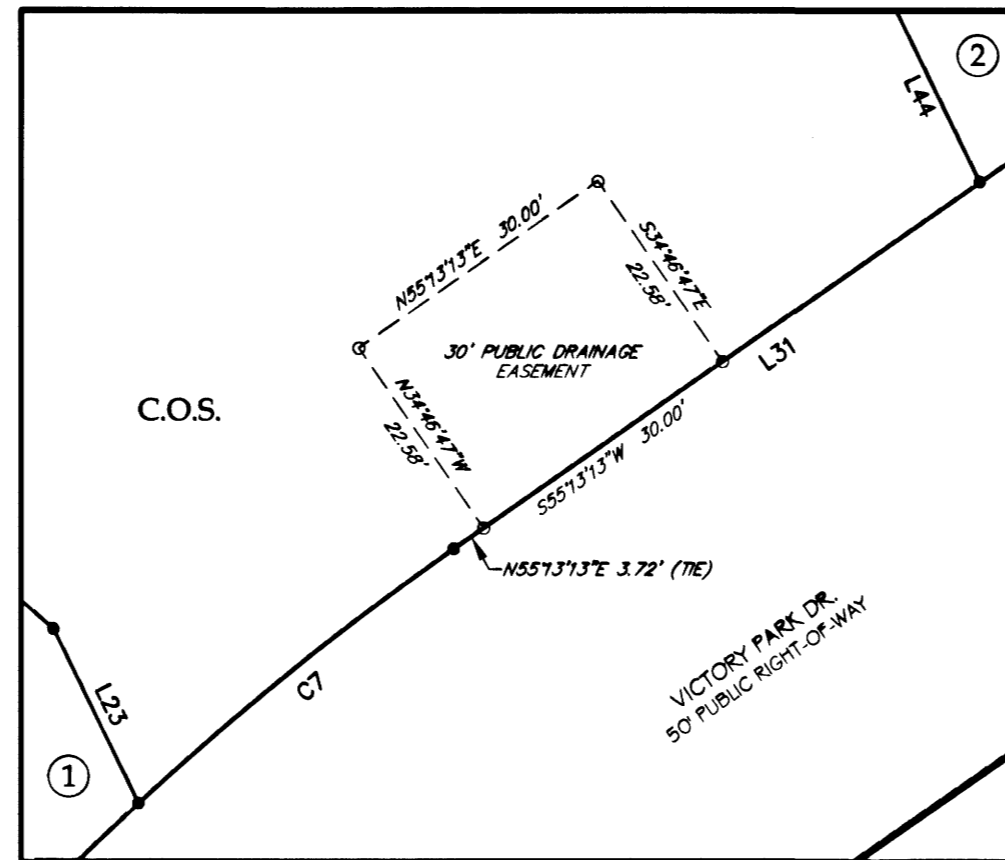 2
L44
N55°13'13"E 30.00'
S34°46'47"E
22.58'
30' PUBLIC DRAINAGE
EASEMENT
L31
C.O.S.
N34°46'47"W
22.58'
S55°13'13"W 30.00'
N55°13'13"E 3.72' (TIE)
VICTORY PARK DR.
50' PUBLIC RIGHT-OF-WAY
C7
L23
1